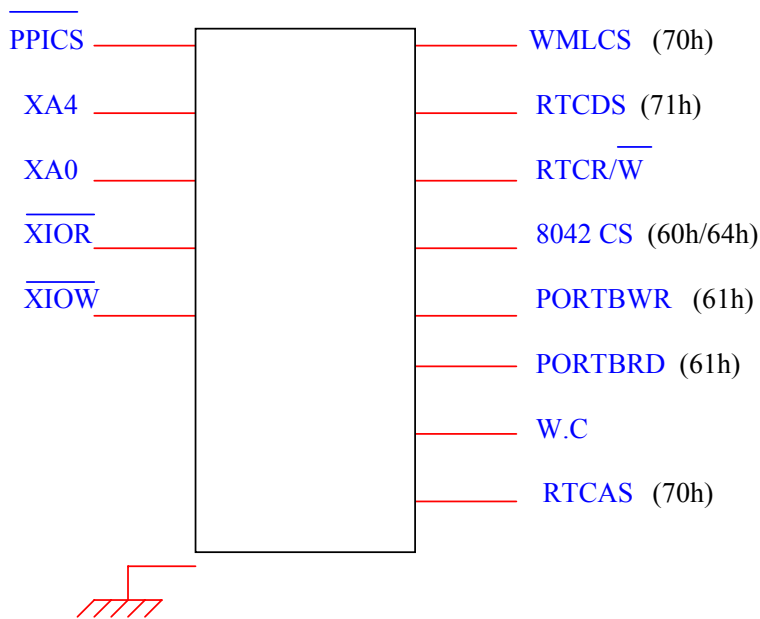 PPICS
WMLCS (70h)
XA4
RTCDS (71h)
XA0
RTCR/W
XIOR
8042 CS (60h/64h)
XIOW
PORTBWR (61h)
PORTBRD (61h)
W.C
RTCAS (70h)